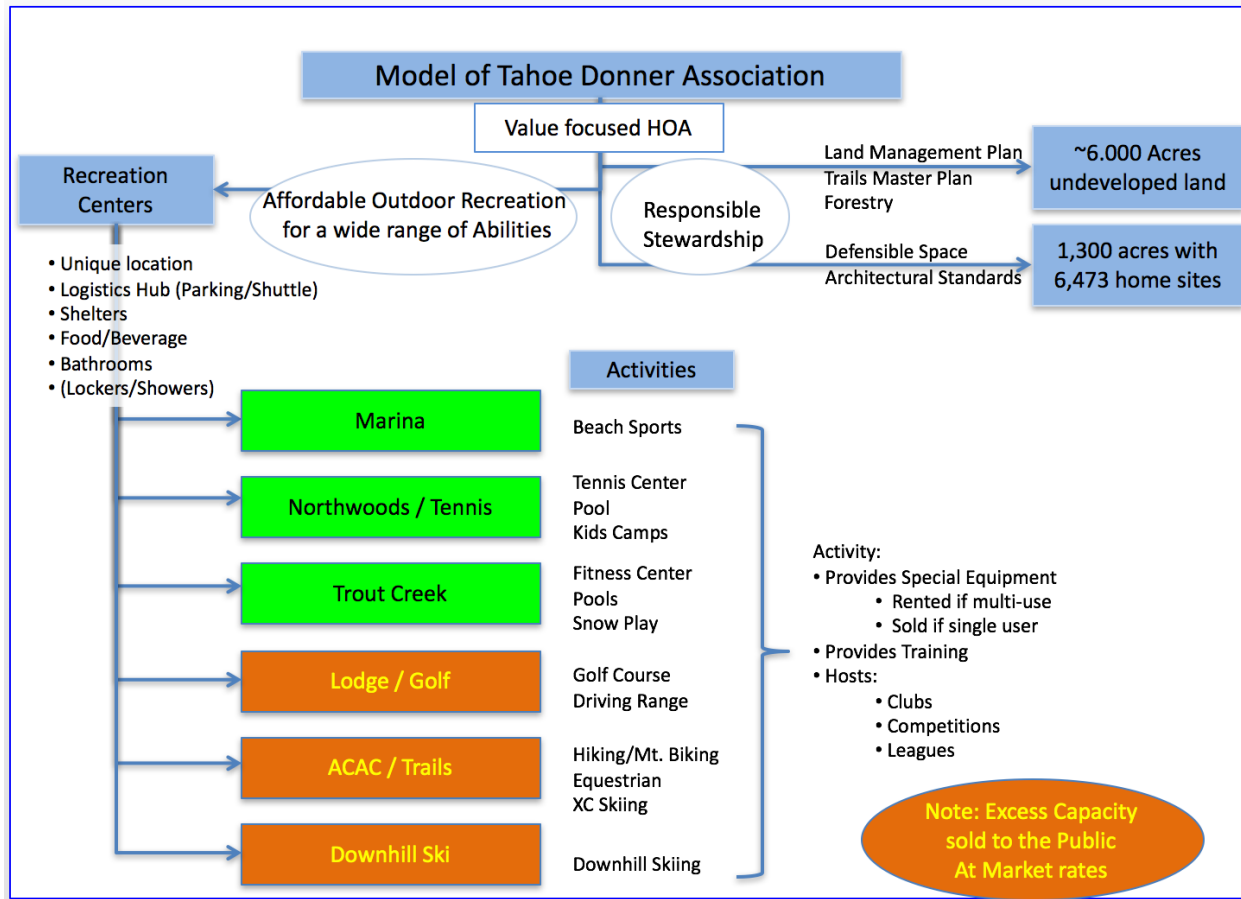 Model of Tahoe Donner Association
Value focused HOA
Recreation
Centers
Affordable Outdoor Recreation
for a wide range of Abilities
Responsible
Stewardship
Land Management Plan
Trails Master Plan
Forestry
~6.000 Acres
undeveloped land
Defensible Space
Architectural Standards
1,300 acres with
6,473 home sites
• Unique location
• Logistics Hub (Parking/Shuttle)
• Shelters
• Food/Beverage
• Bathrooms
• (Lockers/Showers)
Activities
Marina
Beach Sports
Northwoods / Tennis
Tennis Center
Pool
Kids Camps
Trout Creek
Fitness Center
Pools
Snow Play
Lodge / Golf
Golf Course
Driving Range
ACAC / Trails
Hiking/Mt. Biking
Equestrian
XC Skiing
Downhill Ski
Downhill Skiing
Activity:
• Provides Special Equipment
• Rented if multi-use
• Sold if single user
• Provides Training
• Hosts:
• Clubs
• Competitions
• Leagues
Note: Excess Capacity
sold to the Public
At Market rates